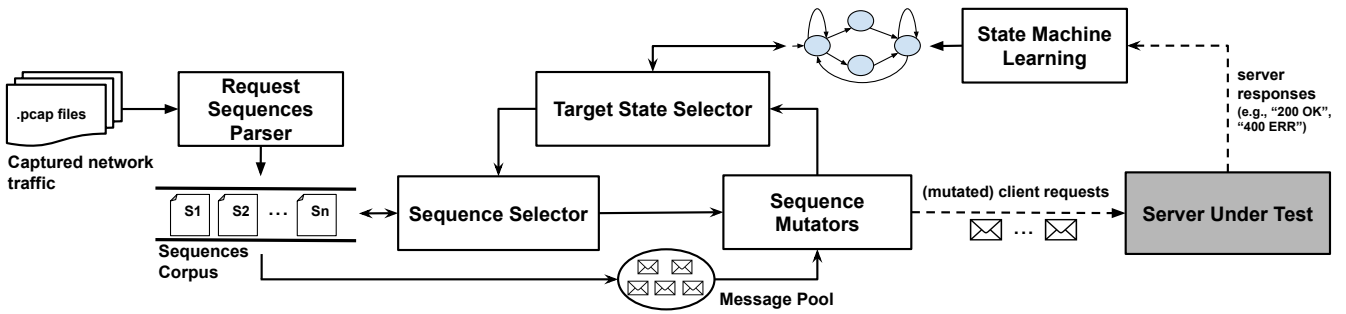 .pcap files
Captured network
traffic
Request
Sequences
Parser
S1 S2 ... Sn
Sequences
Corpus
Sequence Selector
Target State Selector
Message Pool
Sequence
Mutators
State Machine
Learning
server
responses
(e.g., “200 OK”,
“400 ERR”)
(mutated) client requests
...
Server Under Test